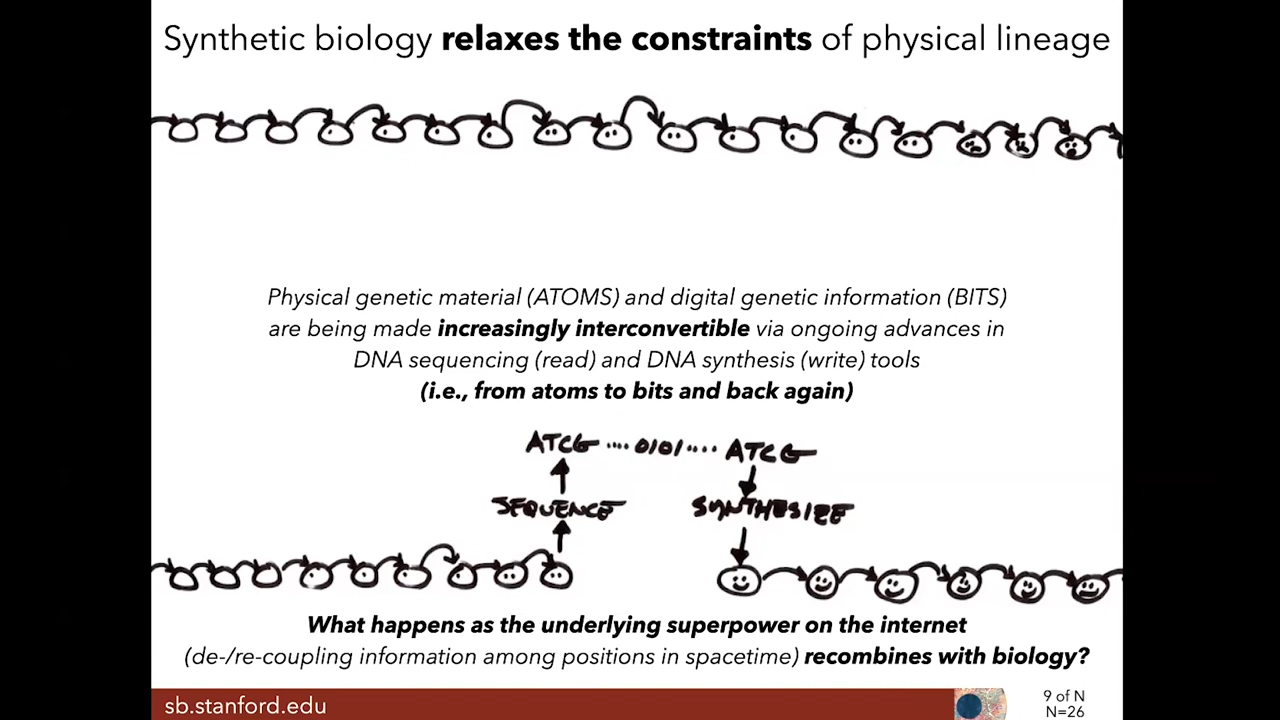 Synthetic biology relaxes the constraints of physical lineage
Physical genetic material (ATOMS) and digital genetic information (BITS)
are being made increasingly interconvertible via ongoing advances in
DNA sequencing (read) and DNA synthesis (write) tools
(i.e., from atoms to bits and back again)
ATCG ···· 0101 ···· ATCG
SEQUENCE SYNTHESIZE
What happens as the underlying superpower on the internet
(de-/re-coupling information among positions in spacetime) recombines with biology?
sb.stanford.edu
9 of N
N=26